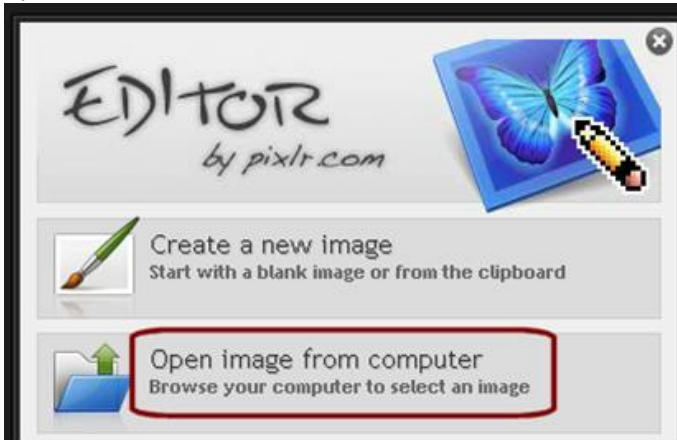 EDITOR
by pixlr.com
Create a new image
Start with a blank image or from the clipboard
Open image from computer
Browse your computer to select an image